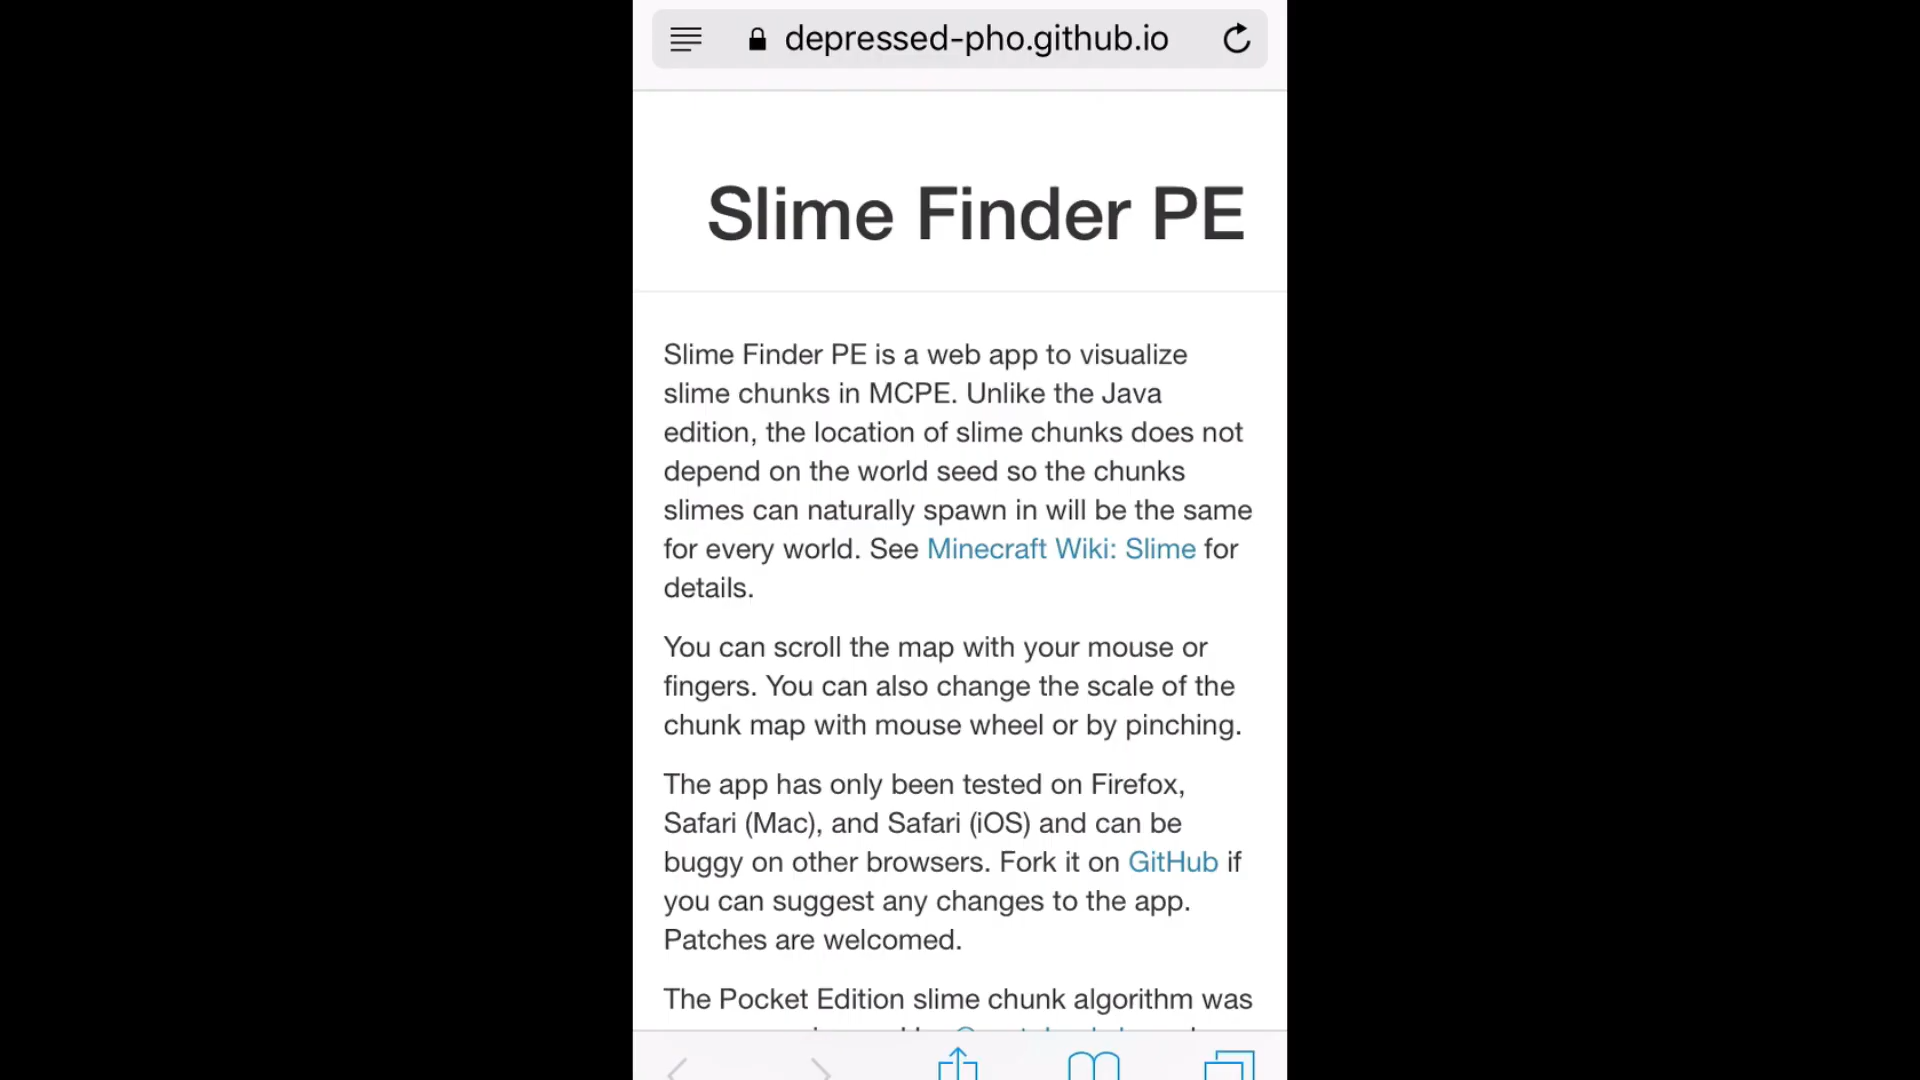 depressed-pho.github.io
Slime Finder PE
Slime Finder PE is a web app to visualize
slime chunks in MCPE. Unlike the Java
edition, the location of slime chunks does not
depend on the world seed so the chunks
slimes can naturally spawn in will be the same
for every world. See Minecraft Wiki: Slime for
details.
You can scroll the map with your mouse or
fingers. You can also change the scale of the
chunk map with mouse wheel or by pinching.
The app has only been tested on Firefox,
Safari (Mac), and Safari (iOS) and can be
buggy on other browsers. Fork it on GitHub if
you can suggest any changes to the app.
Patches are welcomed.
The Pocket Edition slime chunk algorithm was